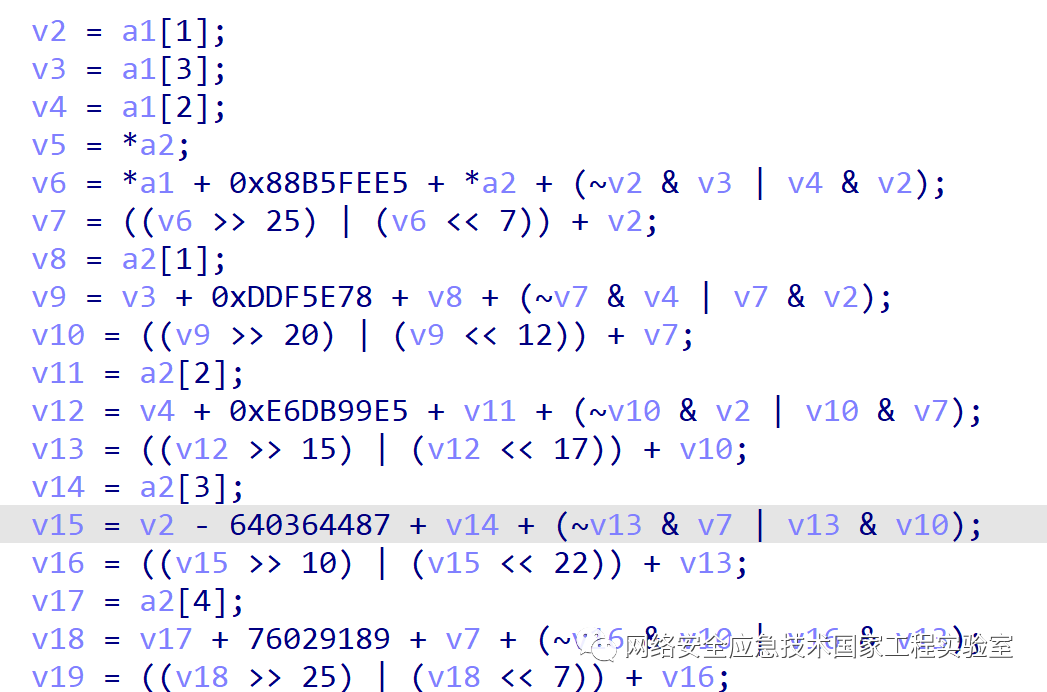 v2 = a1[1];
v3 = a1[3];
v4 = a1[2];
v5 = *a2;
v6 = *a1 + 0x88B5FEE5 + *a2 + (~v2 & v3 | v4 & v2);
v7 = ((v6 >> 25) | (v6 << 7)) + v2;
v8 = a2[1];
v9 = v3 + 0xDDF5E78 + v8 + (~v7 & v4 | v7 & v2);
v10 = ((v9 >> 20) | (v9 << 12)) + v7;
v11 = a2[2];
v12 = v4 + 0xE6DB99E5 + v11 + (~v10 & v2 | v10 & v7);
v13 = ((v12 >> 15) | (v12 << 17)) + v10;
v14 = a2[3];
v15 = v2 - 640364487 + v14 + (~v13 & v7 | v13 & v10);
v16 = ((v15 >> 10) | (v15 << 22)) + v13;
v17 = a2[4];
v18 = v17 + 76029189 + v7 + (~v16 & v10 | v16 & v13);
网络安全应急技术国家工程实验室
v19 = ((v18 >> 25) | (v18 << 7)) + v16;